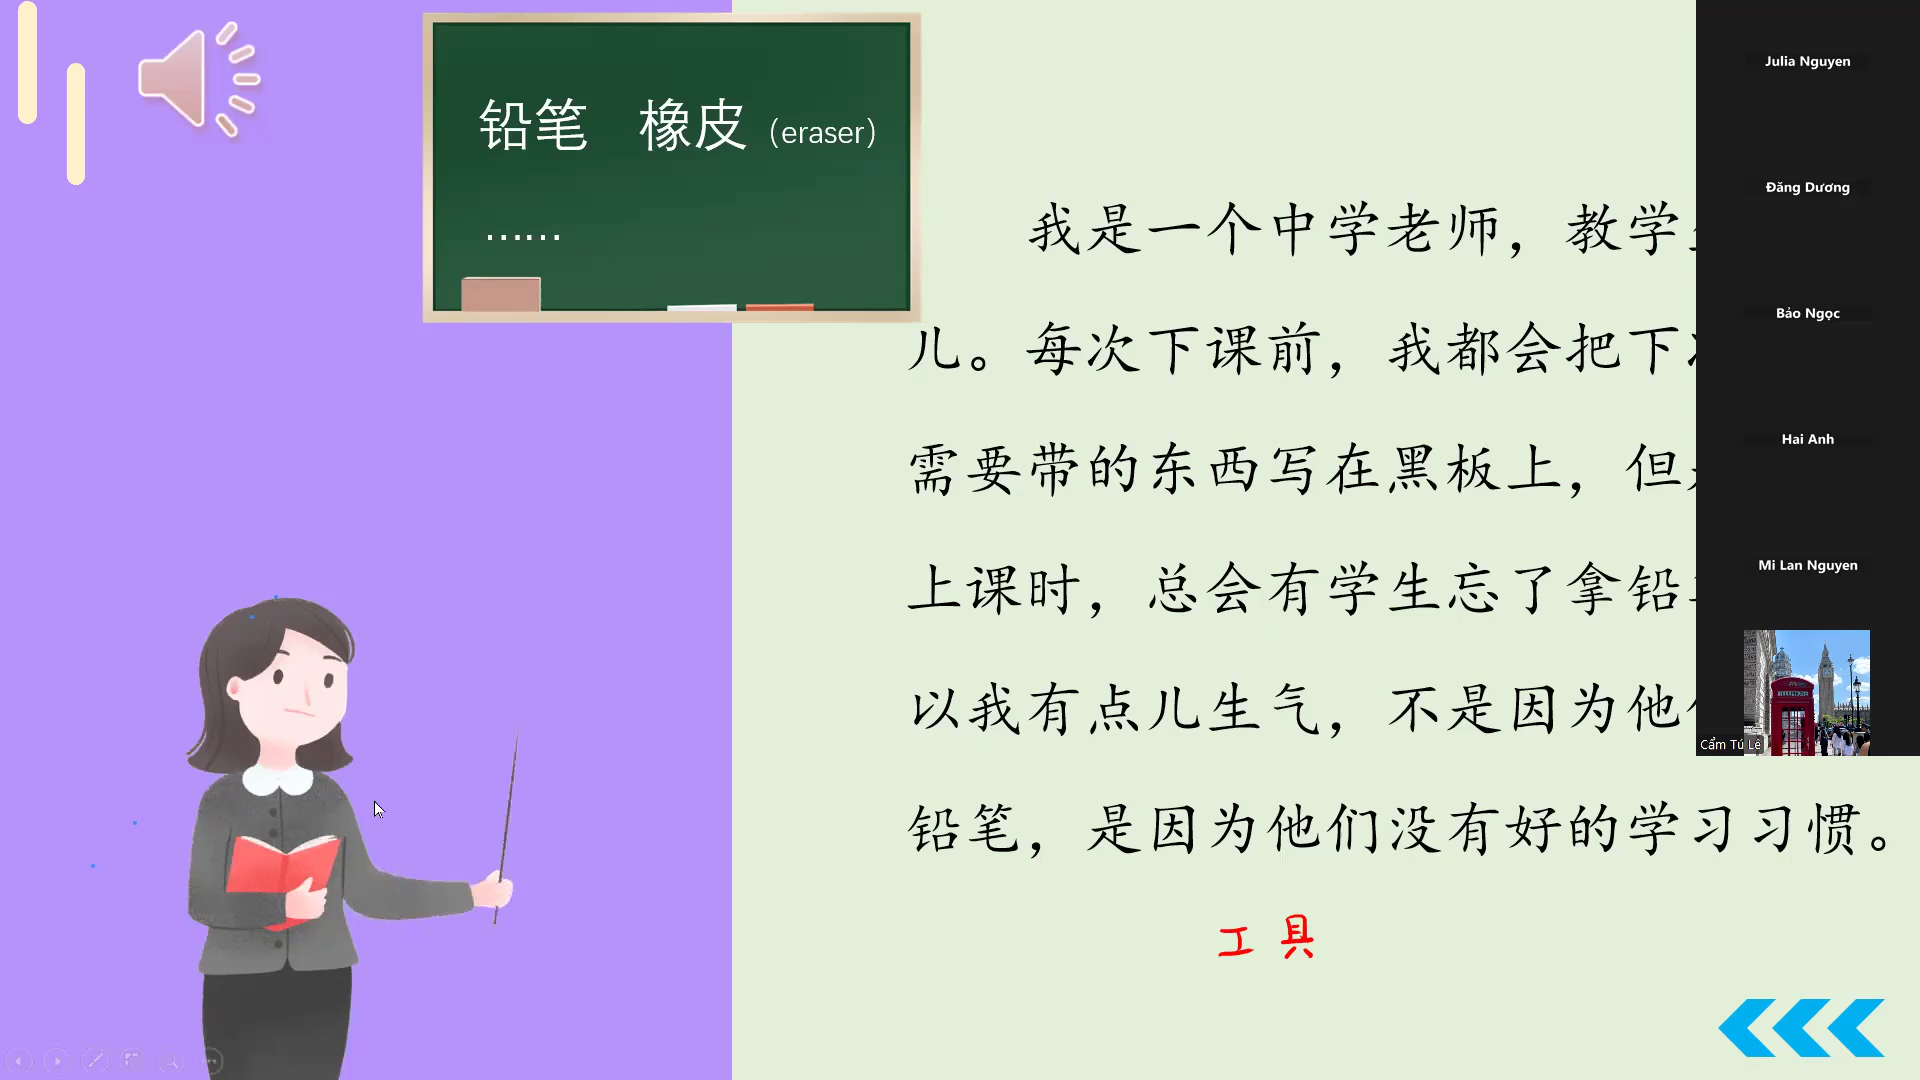 铅笔 橡皮（eraser）
……
我是一个中学老师，教学
儿。每次下课前，我都会把下
需要带的东西写在黑板上，但
上课时，总会有学生忘了拿铅
以我有点儿生气，不是因为他
铅笔，是因为他们没有好的学习习惯。
工具
Julia Nguyen
Đăng Dương
Bảo Ngọc
Hai Anh
Mi Lan Nguyen
TELEPHONE
Cẩm Tú Lê